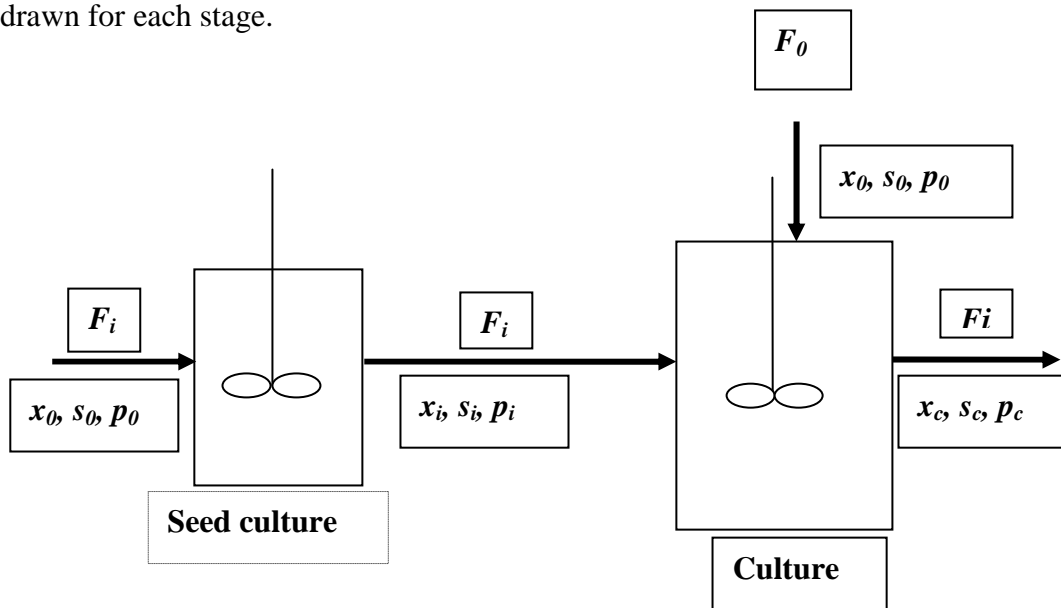 drawn for each stage.
F0
x0, s0, p0
Fi
Fi
Fi
x0, s0, p0
xi, si, pi
xc, sc, pc
Seed culture
Culture